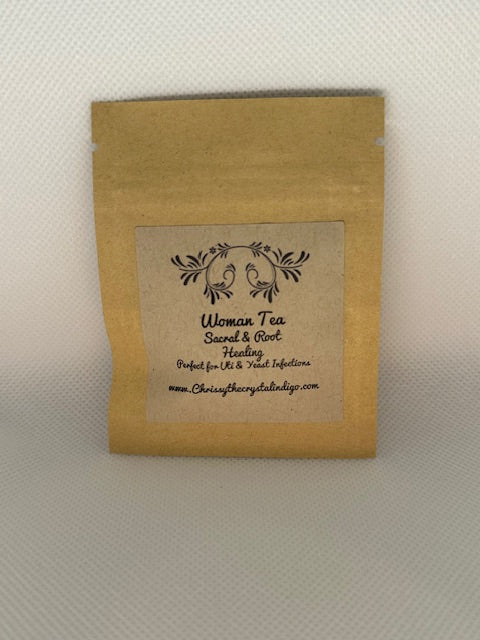 Woman Tea
Sacral & Root
Healing
Perfect for Uti & Yeast Infections
www.Chrissythecrystalindigo.com